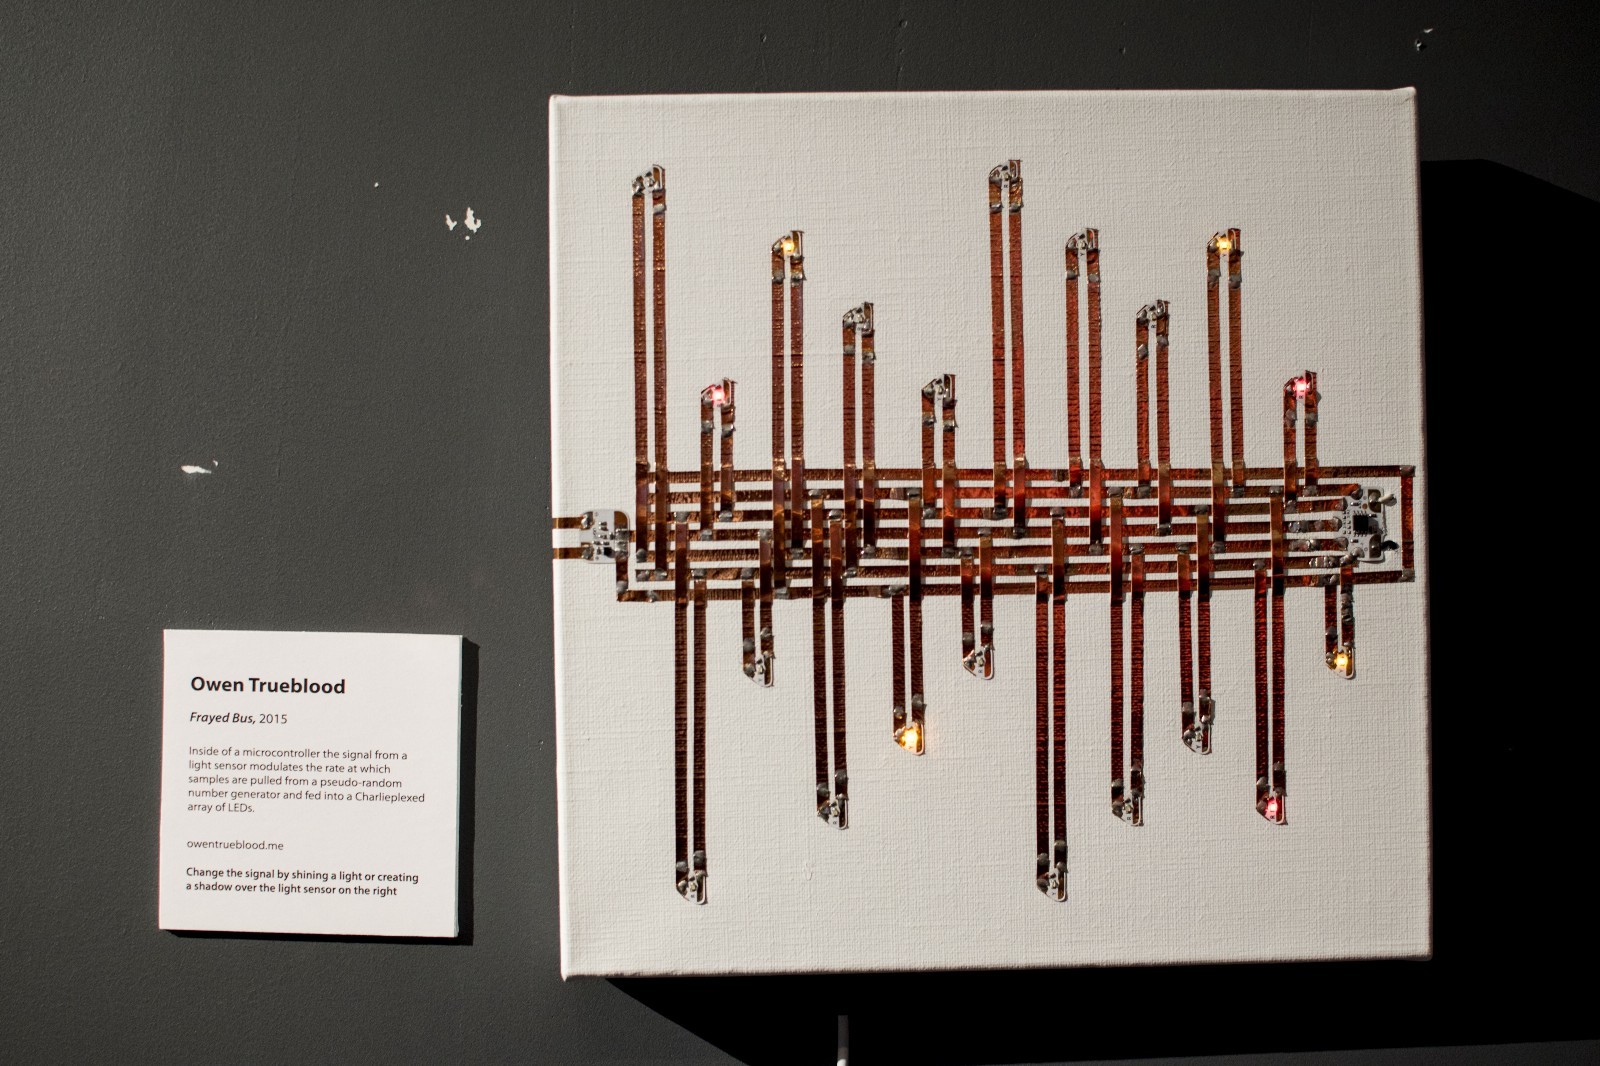 Owen Trueblood
Frayed Bus, 2015
Inside of a microcontroller the signal from a
light sensor modulates the rate at which
samples are pulled from a pseudo-random
number generator and fed into a Charlieplexed
array of LEDs.
owentrueblood.me
Change the signal by shining a light or creating
a shadow over the light sensor on the right